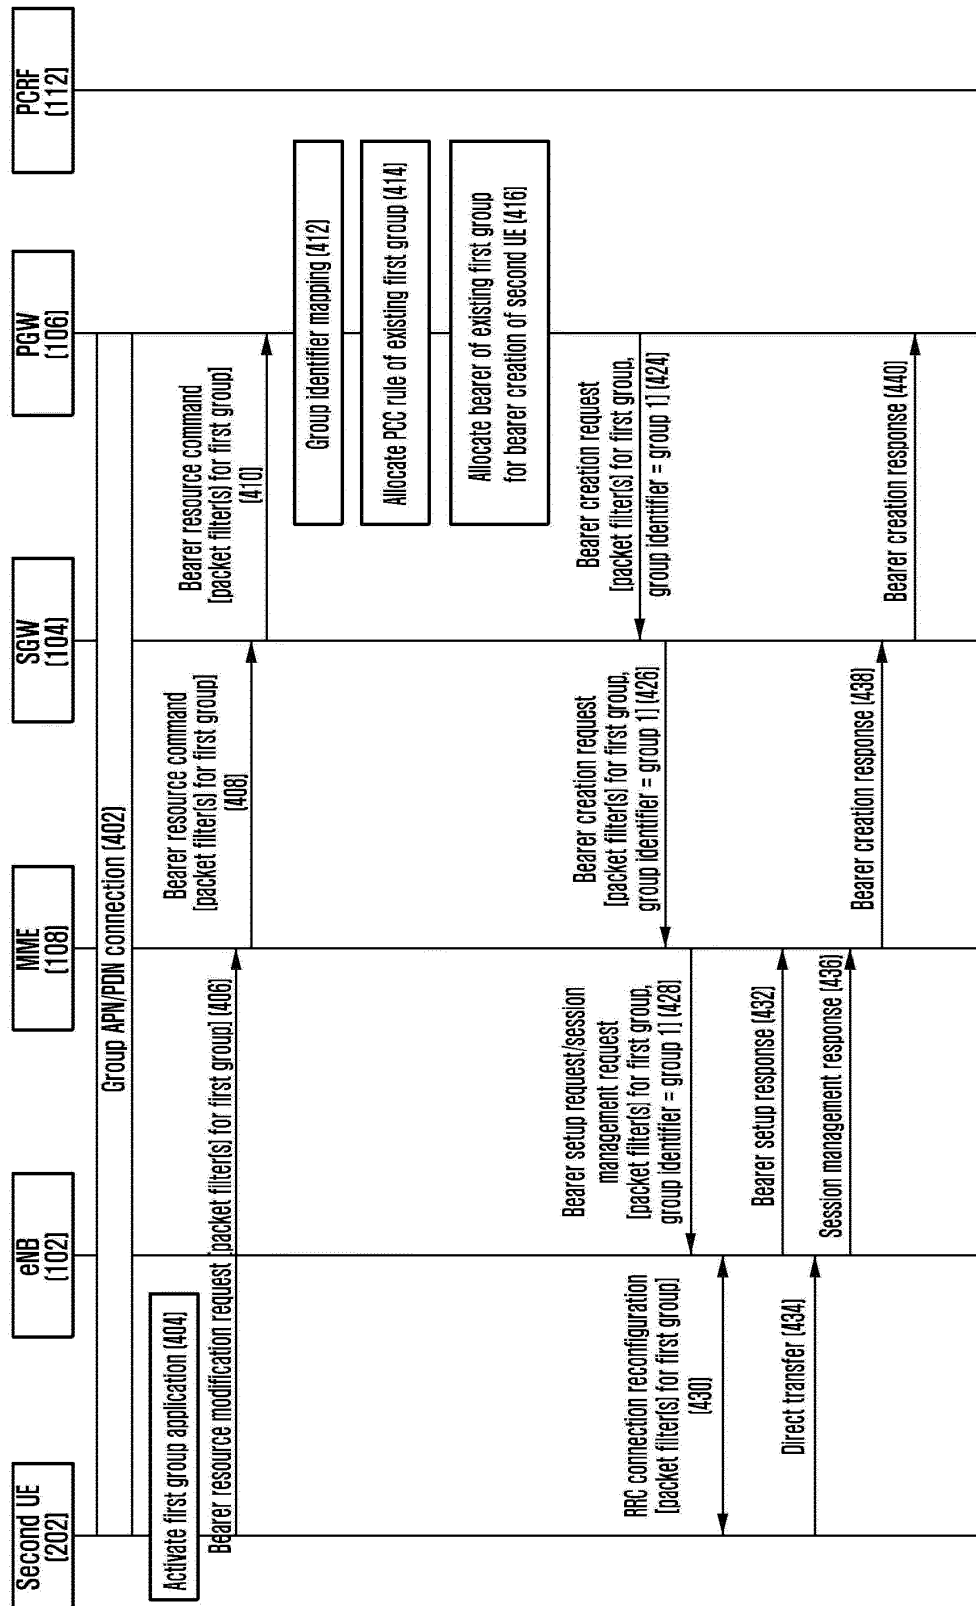 Second UE
(202)
eNB
(102)
MME
(108)
SGW
(104)
PGW
(106)
PCRF
(112)
Group APN/PDN connection (402)
Activate first group application (404)
Bearer resource modification request [packet filter(s) for first group] (406)
Bearer resource command
[packet filter(s) for first group]
(408)
Bearer resource command
[packet filter(s) for first group]
(410)
Group identifier mapping (412)
Allocate PCC rule of existing first group (414)
Allocate bearer of existing first group
for bearer creation of second UE (416)
Bearer creation request
[packet filter(s) for first group,
group identifier = group 1] (424)
Bearer creation request
[packet filter(s) for first group,
group identifier = group 1] (426)
Bearer setup request/session
management request
[packet filter(s) for first group,
group identifier = group 1] (428)
RRC connection reconfiguration
[packet filter(s) for first group]
(430)
Bearer setup response (432)
Direct transfer (434)
Session management response (436)
Bearer creation response (438)
Bearer creation response (440)